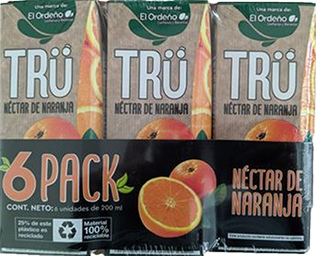 Una marca de:
El Ordeño
TRÜ
NÉCTAR DE NARANJA
Una marca de:
El Ordeño
TRÜ
NÉCTAR DE NARANJA
Una marca de:
El Ordeño
TRÜ
NÉCTAR DE NARANJA
6 PACK
CONT. NETO: 6 unidades de 200 ml
25% de este
plástico es
reciclado
Material
100%
reciclable
NÉCTAR DE
NARANJA